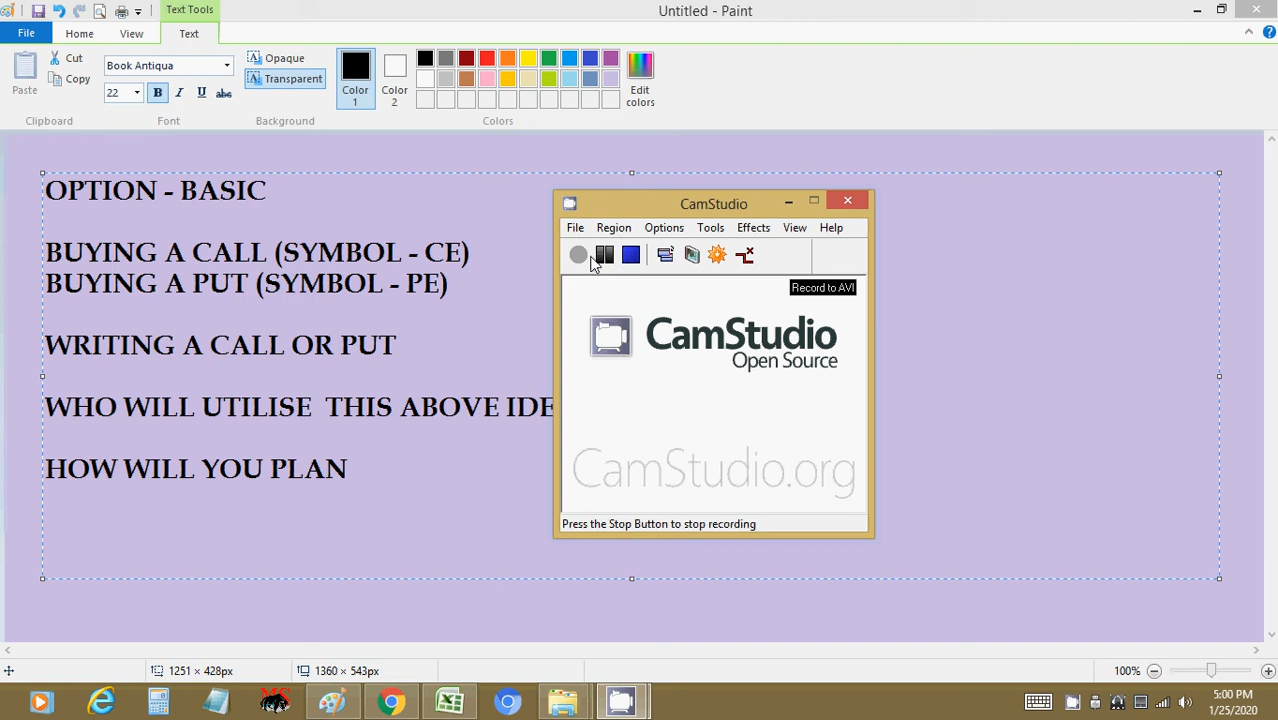 Text Tools
Untitled - Paint
File
Home
View
Text
Paste
Cut
Copy
Clipboard
Book Antiqua
22
B
I
U
abc
Font
Opaque
Transparent
Background
Color
1
Color
2
Edit
colors
Colors
OPTION - BASIC
BUYING A CALL (SYMBOL - CE)
BUYING A PUT (SYMBOL - PE)
WRITING A CALL OR PUT
WHO WILL UTILISE  THIS ABOVE IDE
HOW WILL YOU PLAN
CamStudio
File
Region
Options
Tools
Effects
View
Help
Record to AVI
CamStudio
Open Source
CamStudio.org
Press the Stop Button to stop recording
1251 × 428px
1360 × 543px
100%
MS
5:00 PM
1/25/2020